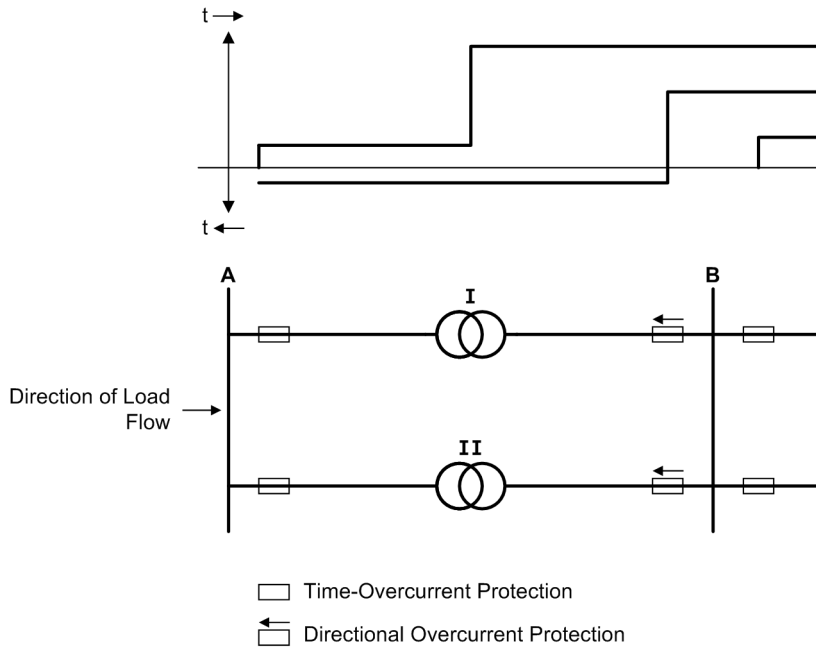 t
t
A
B
I
Direction of Load
Flow
II
Time-Overcurrent Protection
Directional Overcurrent Protection